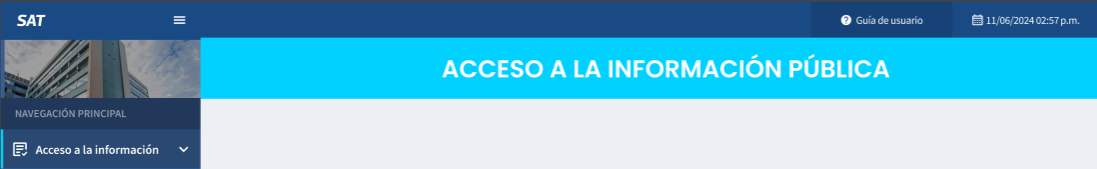 SAT
Guía de usuario
11/06/2024 02:57 p.m.
ACCESO A LA INFORMACIÓN PÚBLICA
NAVEGACIÓN PRINCIPAL
Acceso a la información